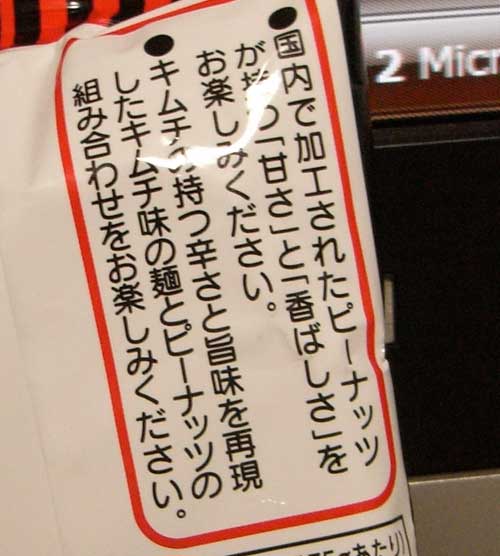 ●国内で加工されたピーナッツ
が持つ「甘さ」と「香ばしさ」を
お楽しみください。
●キムチの持つ辛さと旨味を再現
したキムチ味の麺とピーナッツの
組み合わせをお楽しみください。
2 Micr
あたり)